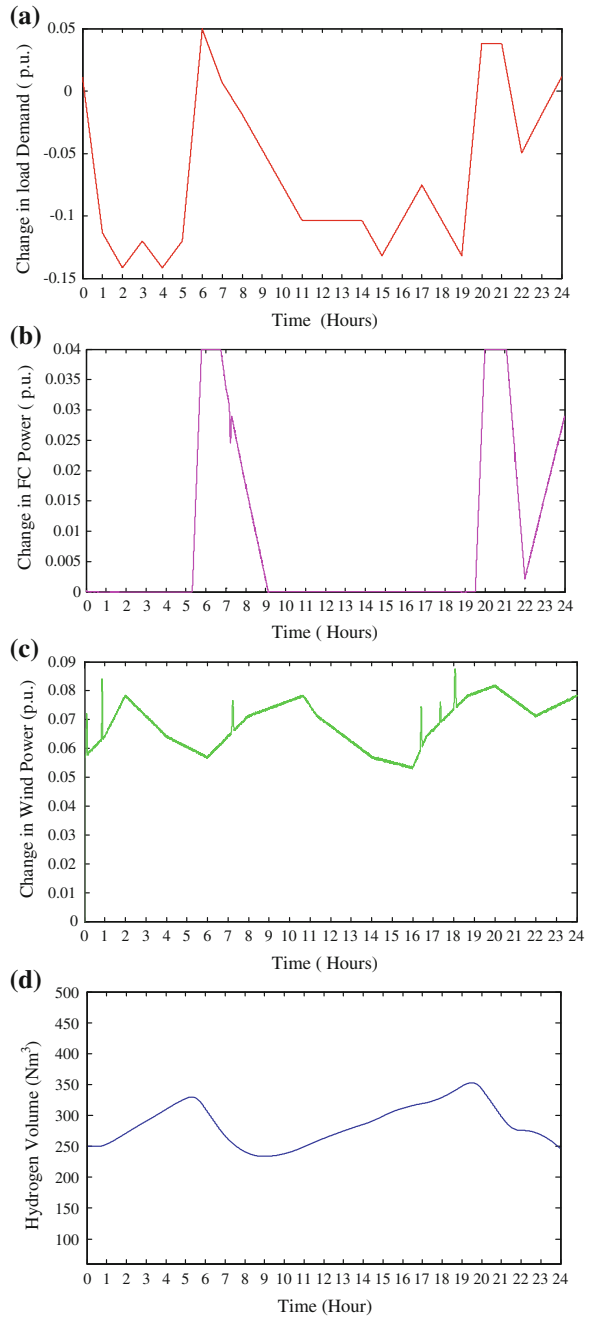 (a)
Change in load Demand ( p.u.)
0.05
0
-0.05
-0.1
-0.15
0 1 2 3 4 5 6 7 8 9 10 11 12 13 14 15 16 17 18 19 20 21 22 23 24
Time (Hours)
(b)
Change in FC Power ( p.u.)
0.04
0.035
0.03
0.025
0.02
0.015
0.01
0.005
0
0 1 2 3 4 5 6 7 8 9 10 11 12 13 14 15 16 17 18 19 20 21 22 23 24
Time ( Hours)
(c)
Change in Wind Power (p.u.)
0.09
0.08
0.07
0.06
0.05
0.04
0.03
0.02
0.01
0
0 1 2 3 4 5 6 7 8 9 10 11 12 13 14 15 16 17 18 19 20 21 22 23 24
Time ( Hours)
(d)
Hydrogen Volume (Nm³)
500
450
400
350
300
250
200
150
100
0 1 2 3 4 5 6 7 8 9 10 11 12 13 14 15 16 17 18 19 20 21 22 23 24
Time (Hour)